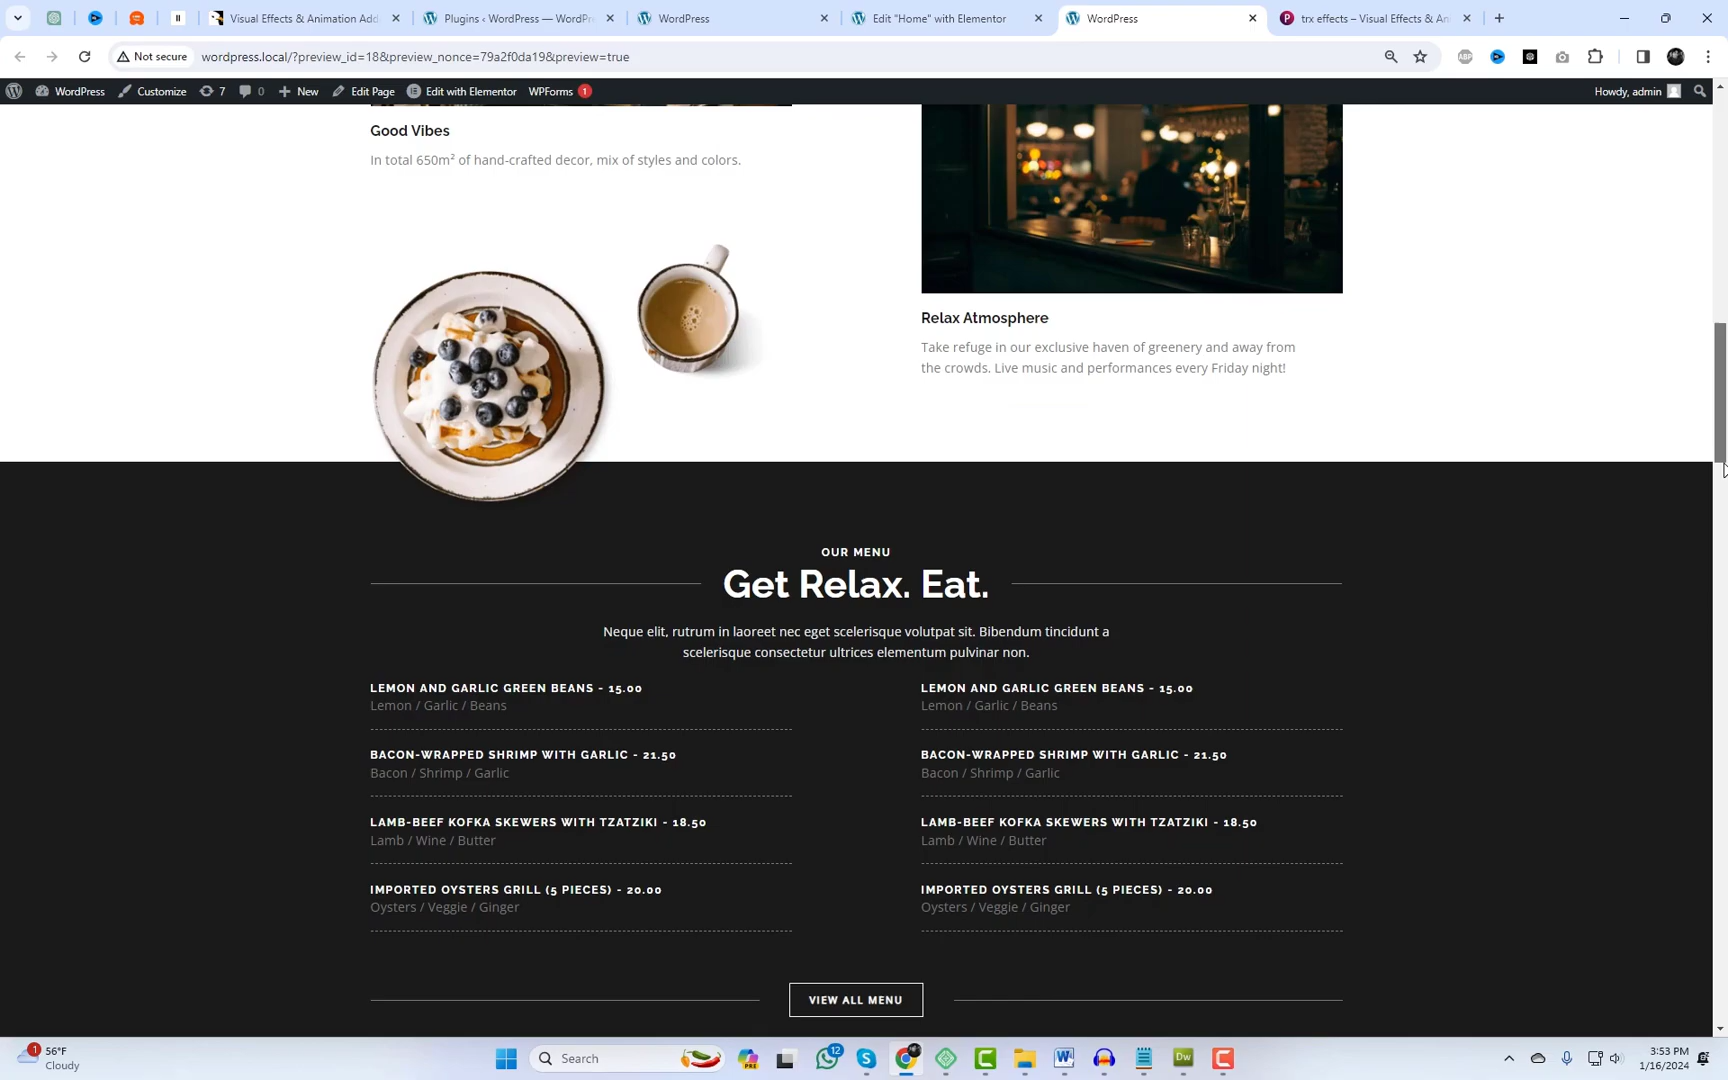 Visual Effects & Animation Add
Plugins ‹ WordPress — WordPr
WordPress
Edit "Home" with Elementor
WordPress
trx effects – Visual Effects & An
Not secure
wordpress.local/?preview_id=18&preview_nonce=79a2f0da19&preview=true
WordPress
Customize
7
0
New
Edit Page
Edit with Elementor
WPForms 1
Howdy, admin
Good Vibes
In total 650m² of hand-crafted decor, mix of styles and colors.
Relax Atmosphere
Take refuge in our exclusive haven of greenery and away from
the crowds. Live music and performances every Friday night!
OUR MENU
Get Relax. Eat.
Neque elit, rutrum in laoreet nec eget scelerisque volutpat sit. Bibendum tincidunt a
scelerisque consectetur ultrices elementum pulvinar non.
LEMON AND GARLIC GREEN BEANS - 15.00
Lemon / Garlic / Beans
BACON-WRAPPED SHRIMP WITH GARLIC - 21.50
Bacon / Shrimp / Garlic
LAMB-BEEF KOFKA SKEWERS WITH TZATZIKI - 18.50
Lamb / Wine / Butter
IMPORTED OYSTERS GRILL (5 PIECES) - 20.00
Oysters / Veggie / Ginger
LEMON AND GARLIC GREEN BEANS - 15.00
Lemon / Garlic / Beans
BACON-WRAPPED SHRIMP WITH GARLIC - 21.50
Bacon / Shrimp / Garlic
LAMB-BEEF KOFKA SKEWERS WITH TZATZIKI - 18.50
Lamb / Wine / Butter
IMPORTED OYSTERS GRILL (5 PIECES) - 20.00
Oysters / Veggie / Ginger
VIEW ALL MENU
1
56°F
Cloudy
Search
PRE
12
Dw
3:53 PM
1/16/2024